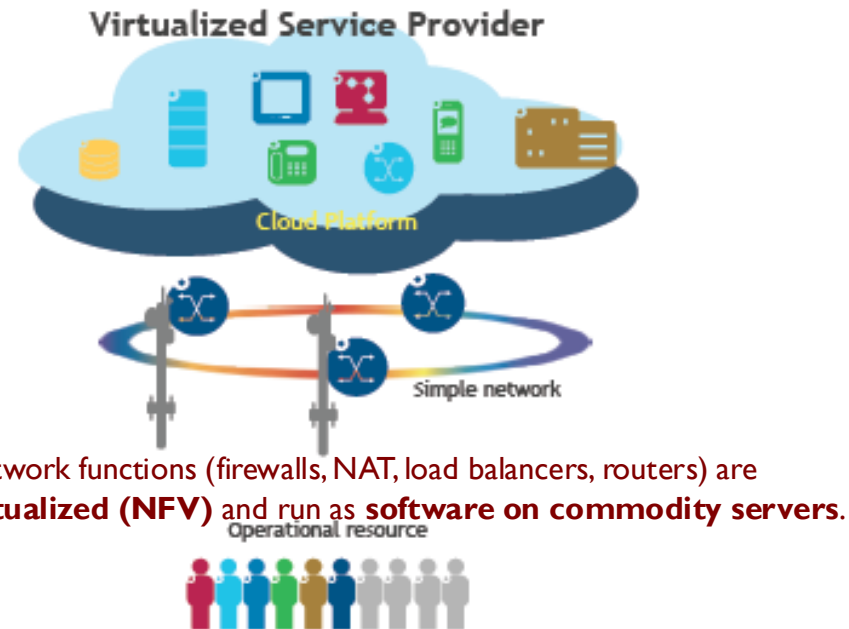 Virtualized Service Provider
Cloud Platform
Simple network
twork functions (firewalls, NAT, load balancers, routers) are
tualized (NFV) and run as software on commodity servers.
Operational resource